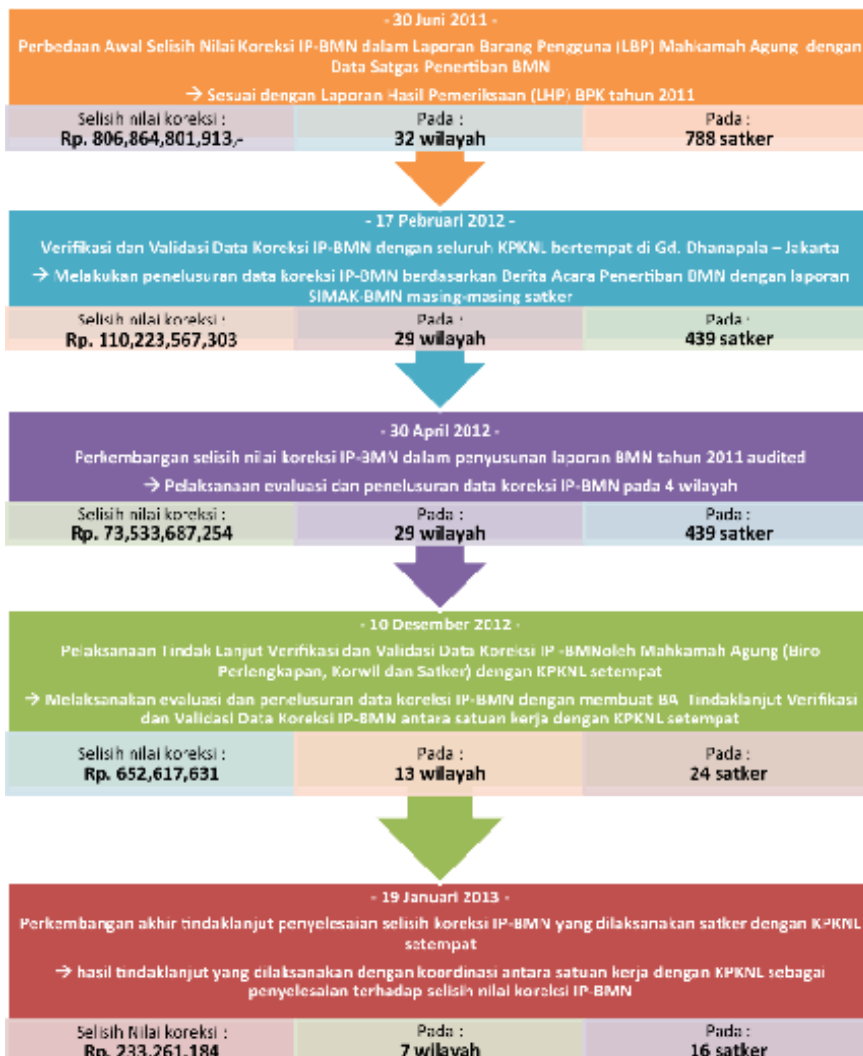 - 30 Juni 2011 -
Perbedaan Awal Selisih Nilai Koreksi IP-BMN dalam Laporan Barang Pengguna (LBP) Mahkamah Agung dengan
Data Satgas Penertiban BMN
→ Sesuai dengan Laporan Hasil Pemeriksaan (LHP) BPK tahun 2011
Selisih nilai koreksi :
Rp. 806,864,801,913,-
Pada :
32 wilayah
Pada :
788 satker
- 17 Pebruari 2012 -
Verifikasi dan Validasi Data Koreksi IP-BMN dengan seluruh KPKNL bertempat di Gd. Dhanapala – Jakarta
→ Melakukan penelusuran data koreksi IP-BMN berdasarkan Berita Acara Penertiban BMN dengan laporan
SIMAK-BMN masing-masing satker
Selisih nilai koreksi :
Rp. 110,223,567,303
Pada :
29 wilayah
Pada :
439 satker
- 30 April 2012 -
Perkembangan selisih nilai koreksi IP-BMN dalam penyusunan laporan BMN tahun 2011 audited
→ Pelaksanaan evaluasi dan penelusuran data koreksi IP-BMN pada 4 wilayah
Selisih nilai koreksi :
Rp. 73,533,687,254
Pada :
29 wilayah
Pada :
439 satker
- 10 Desember 2012 -
Pelaksanaan Tindak Lanjut Verifikasi dan Validasi Data Koreksi IP -BMNoleh Mahkamah Agung (Biro
Perlengkapan, Korwil dan Satker) dengan KPKNL setempat
→ Melaksanakan evaluasi dan penelusuran data koreksi IP-BMN dengan membuat BA Tindaklanjut Verifikasi
dan Validasi Data Koreksi IP-BMN antara satuan kerja dengan KPKNL setempat
Selisih nilai koreksi :
Rp. 652,617,631
Pada :
13 wilayah
Pada :
24 satker
- 19 Januari 2013 -
Perkembangan akhir tindaklanjut penyelesaian selisih koreksi IP-BMN yang dilaksanakan satker dengan KPKNL
setempat
→ hasil tindaklanjut yang dilaksanakan dengan koordinasi antara satuan kerja dengan KPKNL sebagai
penyelesaian terhadap selisih nilai koreksi IP-BMN
Selisih Nilai koreksi :
Rp. 233,261,184
Pada :
7 wilayah
Pada :
16 satker